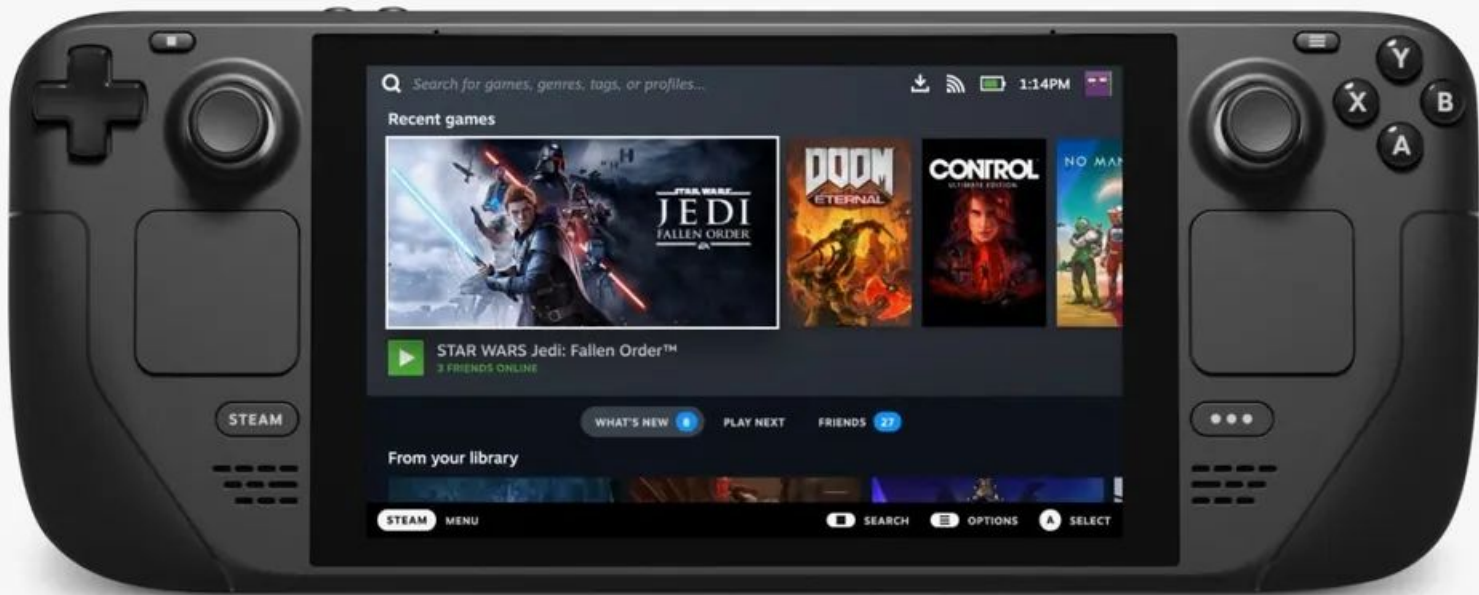 Search for games, genres, tags, or profiles...
1:14PM
Recent games
STAR WARS
JEDI
FALLEN ORDER
EA
DOOM
ETERNAL
CONTROL
ULTIMATE EDITION
NO MAN
STAR WARS Jedi: Fallen Order™
3 FRIENDS ONLINE
WHAT'S NEW 8 PLAY NEXT FRIENDS 27
From your library
STEAM MENU SEARCH OPTIONS A SELECT
STEAM
Y
X
B
A